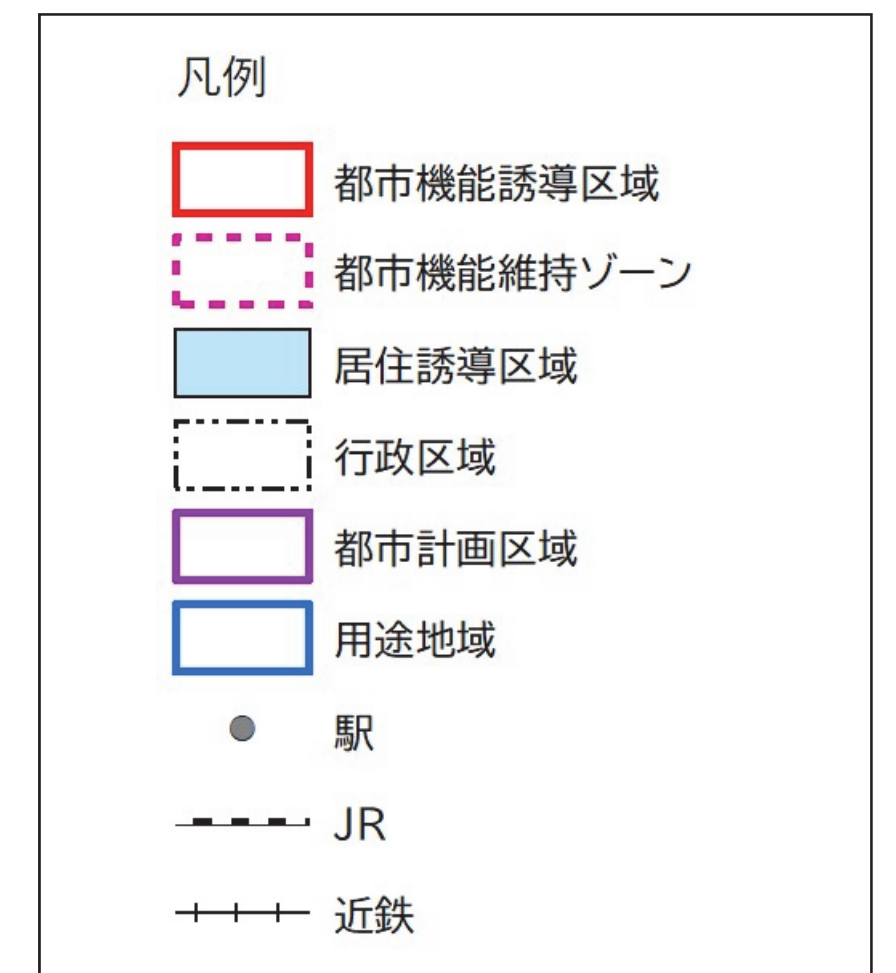 凡例
都市機能誘導区域
都市機能維持ゾーン
居住誘導区域
行政区域
都市計画区域
用途地域
駅
JR
近鉄